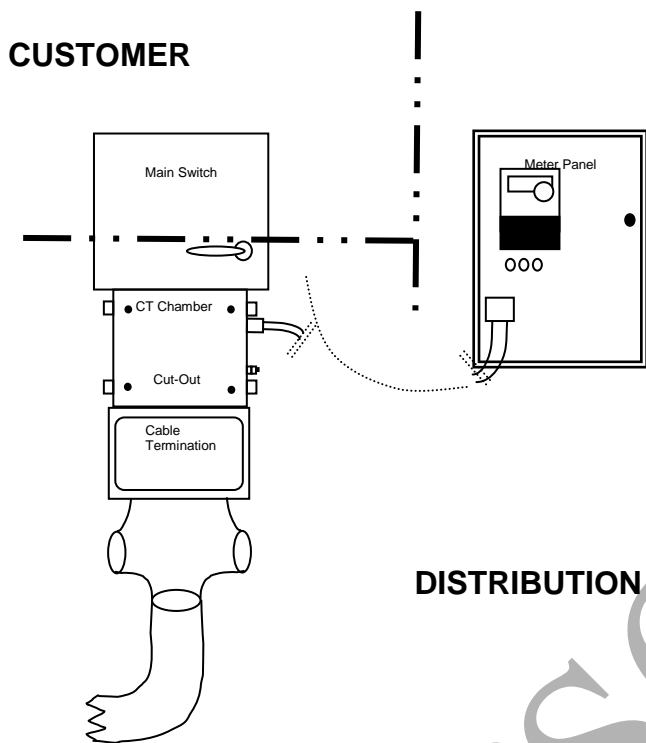 CUSTOMER
Main Switch
Meter Panel
CT Chamber
Cut-Out
Cable
Termination
DISTRIBUTION